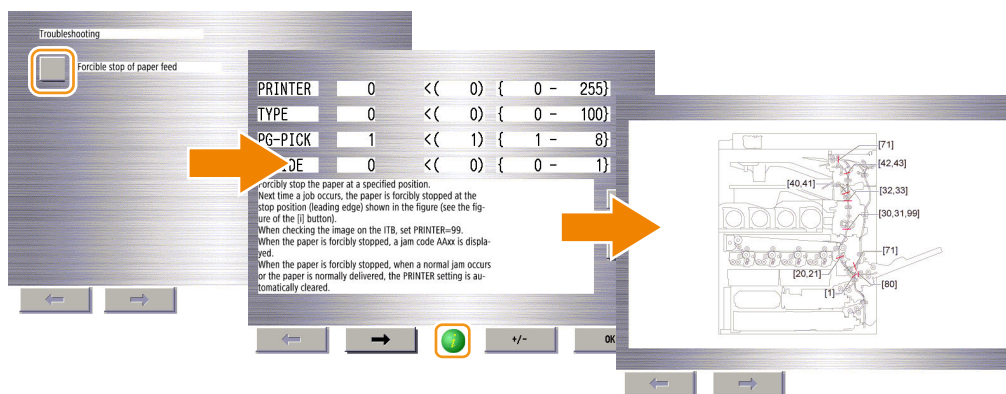 Troubleshooting
Forcible stop of paper feed
PRINTER 0 <( 0) { 0 - 255}
TYPE 0 <( 0) { 0 - 100}
PG-PICK 1 <( 1) { 1 - 8}
DE 0 <( 0) { 0 - 1}
Forcibly stop the paper at a specified position.
Next time a job occurs, the paper is forcibly stopped at the
stop position (leading edge) shown in the figure (see the fig-
ure of the [i] button).
When checking the image on the ITB, set PRINTER=99.
When the paper is forcibly stopped, a jam code AAxx is displa-
yed.
When the paper is forcibly stopped, when a normal jam occurs
or the paper is normally delivered, the PRINTER setting is au-
tomatically cleared.
i
+/-
OK
[71]
[42,43]
[40,41]
[32,33]
[30,31,99]
[71]
[20,21]
[80]
[1]